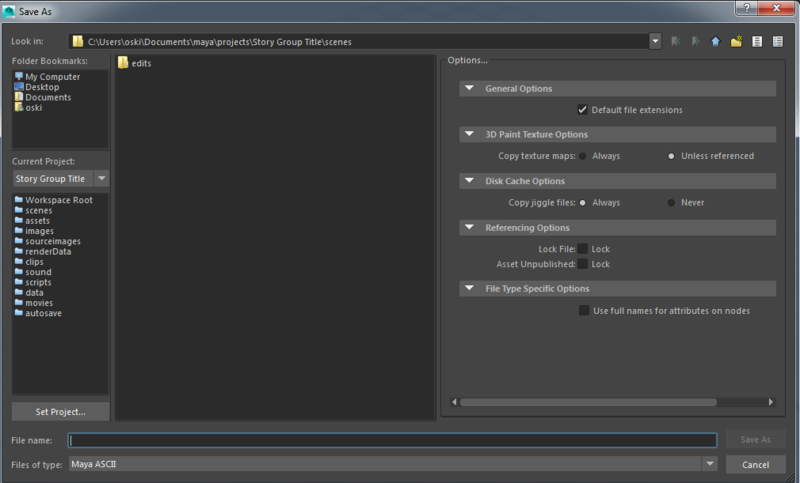 Save As
Look in: C:\Users\oski\Documents\maya\projects\Story Group Title\scenes
Folder Bookmarks:
My Computer
Desktop
Documents
oski
Current Project:
Story Group Title
Workspace Root
scenes
assets
images
sourceimages
renderData
clips
sound
scripts
data
movies
autosave
Set Project...
edits
Options...
General Options
Default file extensions
3D Paint Texture Options
Copy texture maps: Always Unless referenced
Disk Cache Options
Copy jiggle files: Always Never
Referencing Options
Lock File: Lock
Asset Unpublished: Lock
File Type Specific Options
Use full names for attributes on nodes
File name: Save As
Files of type: Maya ASCII Cancel